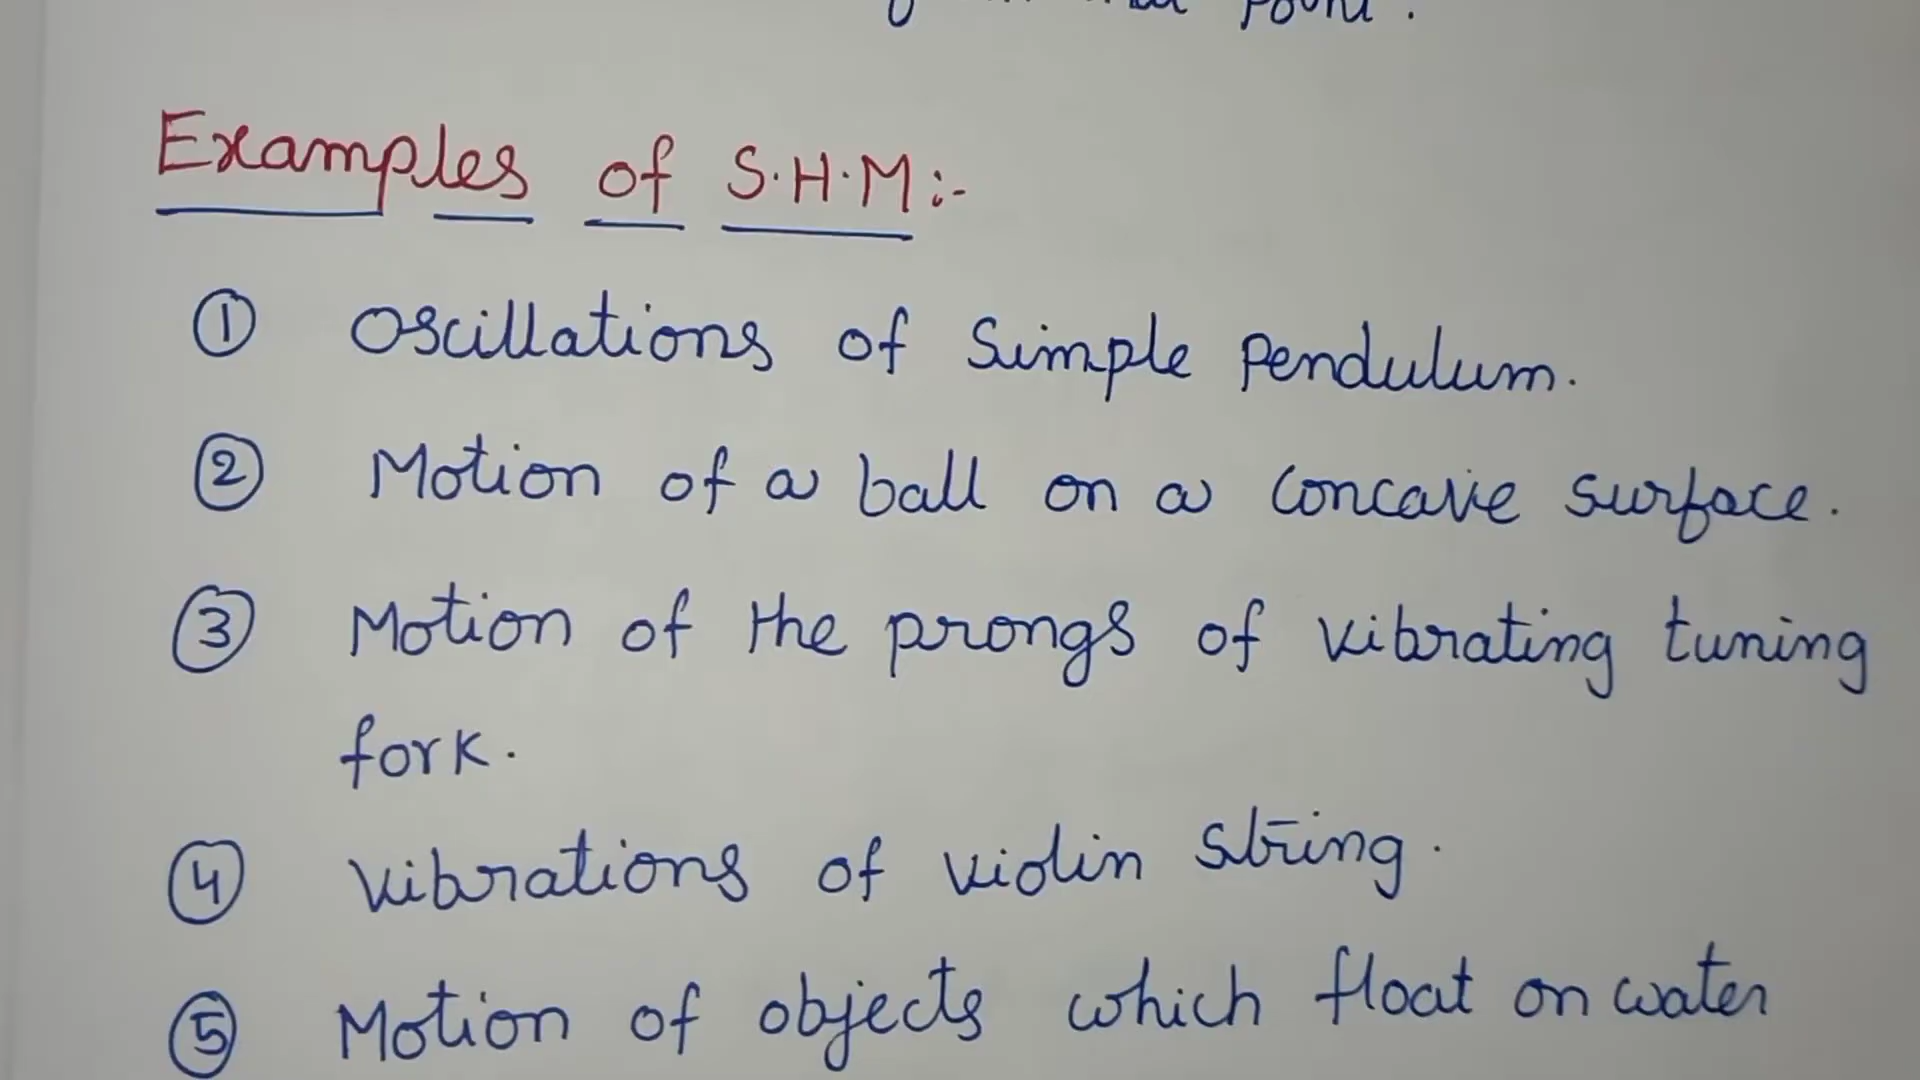 point.
Examples of S.H.M:-
① Oscillations of Simple Pendulum.
② Motion of a ball on a concave surface.
③ Motion of the prongs of vibrating tuning
fork.
④ vibrations of violin string.
⑤ Motion of objects which float on water